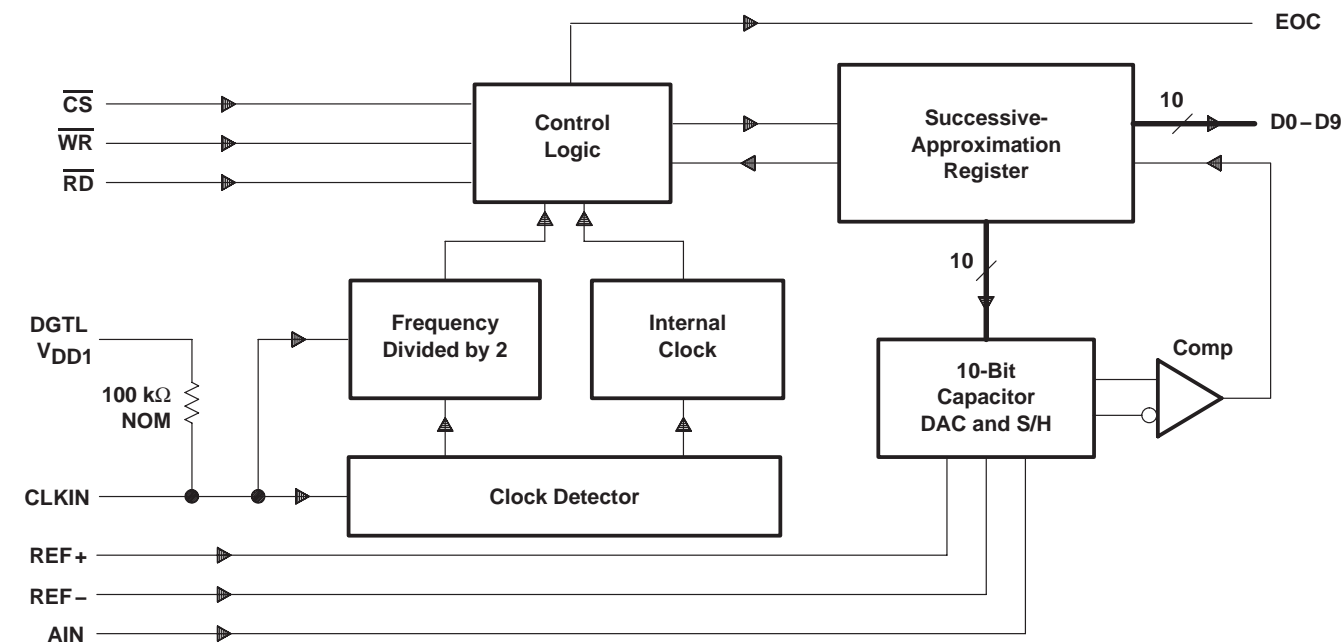 EOC
CS
WR
RD
Control
Logic
Successive-
Approximation
Register
10
D0–D9
10
DGTL
VDD1
100 kΩ
NOM
Frequency
Divided by 2
Internal
Clock
10-Bit
Capacitor
DAC and S/H
Comp
CLKIN
Clock Detector
REF+
REF–
AIN